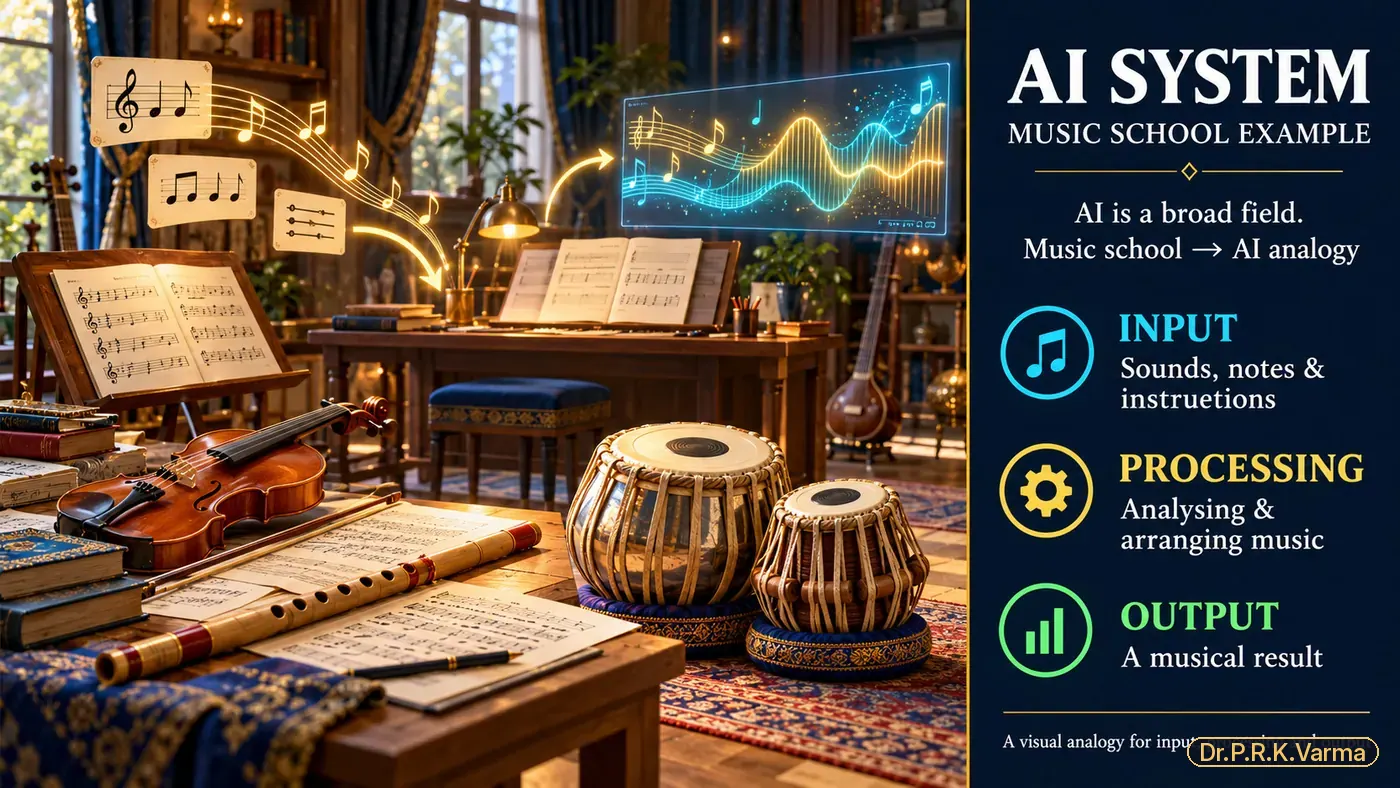 AI SYSTEM
MUSIC SCHOOL EXAMPLE
AI is a broad field.
Music school → AI analogy
INPUT
Sounds, notes &
instruetions
PROCESSING
Analysing &
arranging music
OUTPUT
A musical result
A visual analogy for input
Dr.P.R.K.Varma